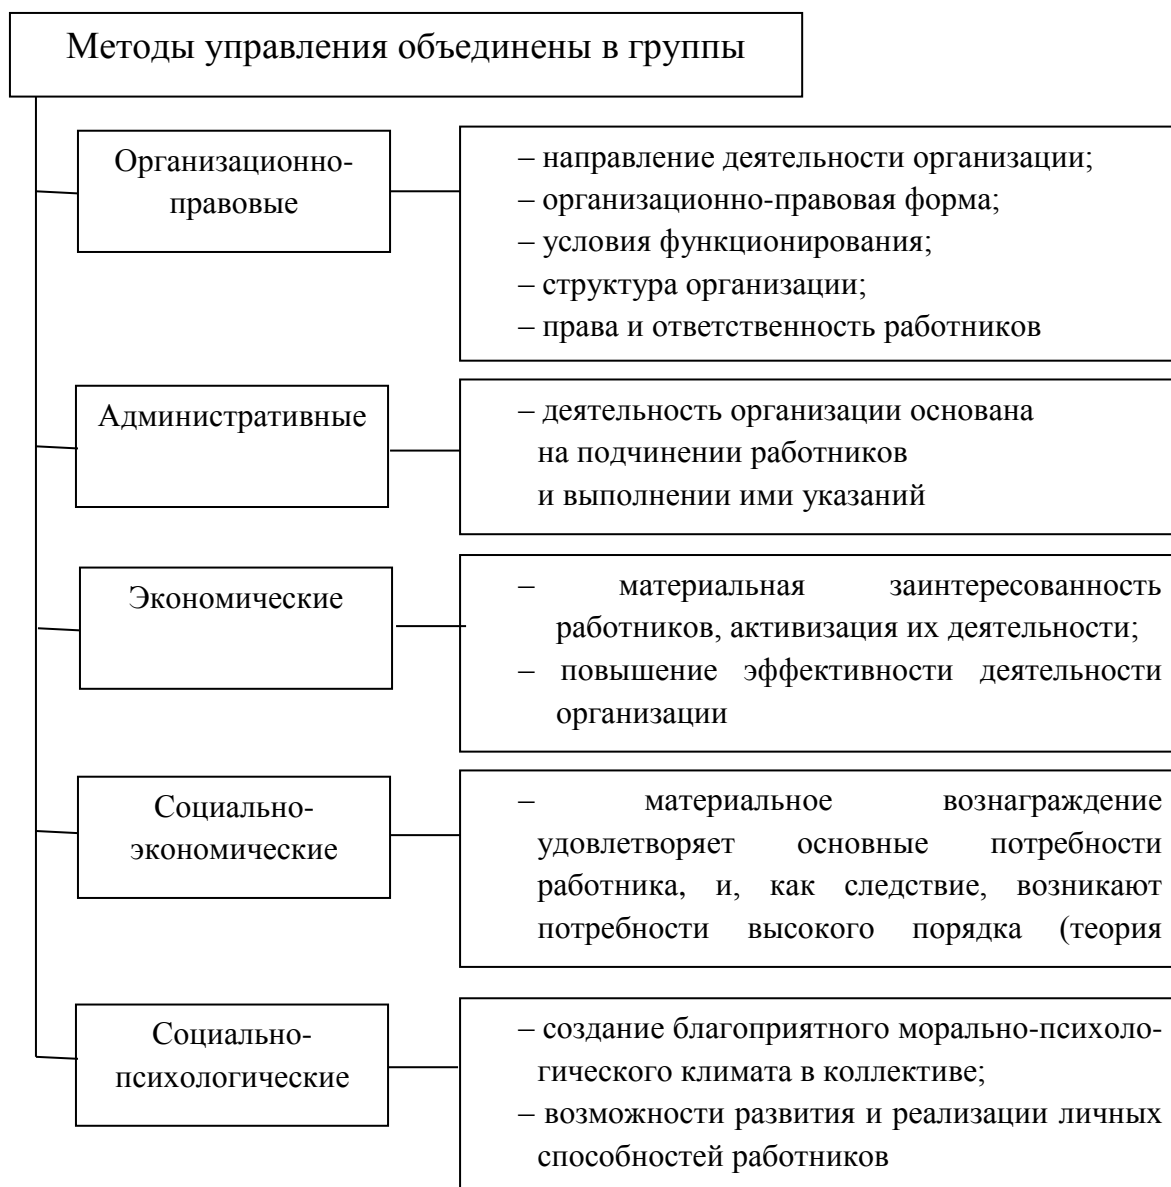 Методы управления объединены в группы
Организационно-
правовые
– направление деятельности организации;
– организационно-правовая форма;
– условия функционирования;
– структура организации;
– права и ответственность работников
Административные
– деятельность организации основана
на подчинении работников
и выполнении ими указаний
Экономические
– материальная заинтересованность
работников, активизация их деятельности;
– повышение эффективности деятельности
организации
Социально-
экономические
– материальное вознаграждение
удовлетворяет основные потребности
работника, и, как следствие, возникают
потребности высокого порядка (теория
Социально-
психологические
– создание благоприятного морально-психоло-
гического климата в коллективе;
– возможности развития и реализации личных
способностей работников